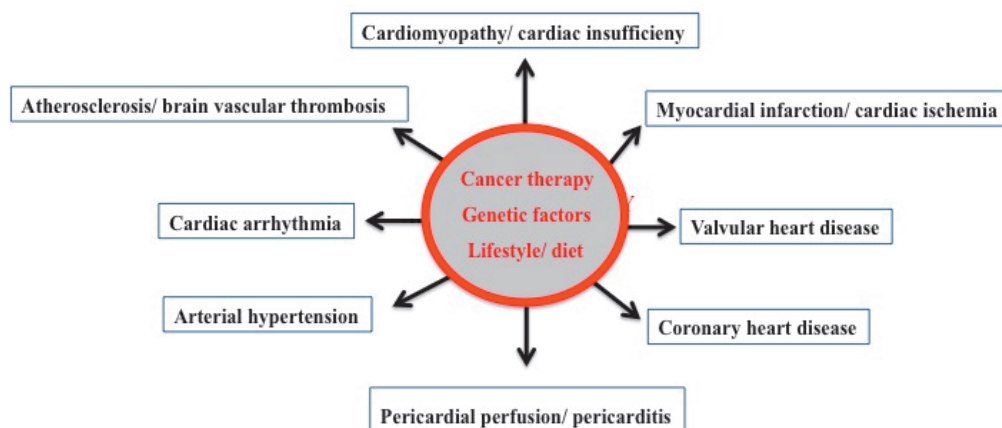 Cardiomyopathy/ cardiac insufficieny
Atherosclerosis/ brain vascular thrombosis
Myocardial infarction/ cardiac ischemia
Cancer therapy
Genetic factors
Lifestyle/ diet
Cardiac arrhythmia
Valvular heart disease
Arterial hypertension
Coronary heart disease
Pericardial perfusion/ pericarditis